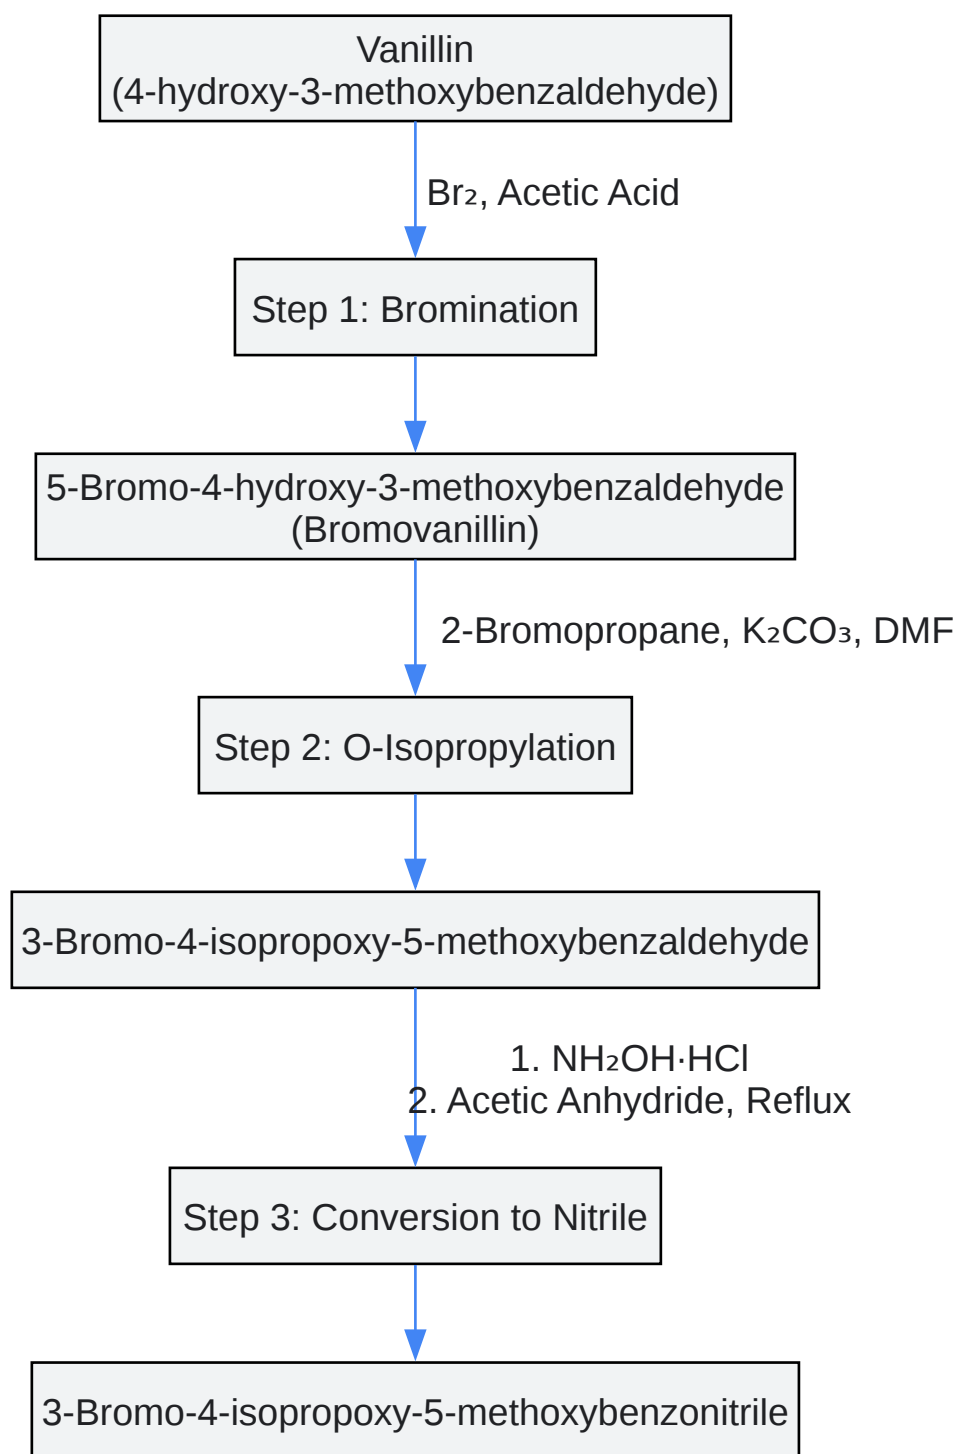 Vanillin
(4-hydroxy-3-methoxybenzaldehyde)
Br₂, Acetic Acid
Step 1: Bromination
5-Bromo-4-hydroxy-3-methoxybenzaldehyde
(Bromovanillin)
2-Bromopropane, K₂CO₃, DMF
Step 2: O-Isopropylation
3-Bromo-4-isopropoxy-5-methoxybenzaldehyde
1. NH₂OH·HCl
2. Acetic Anhydride, Reflux
Step 3: Conversion to Nitrile
3-Bromo-4-isopropoxy-5-methoxybenzonitrile